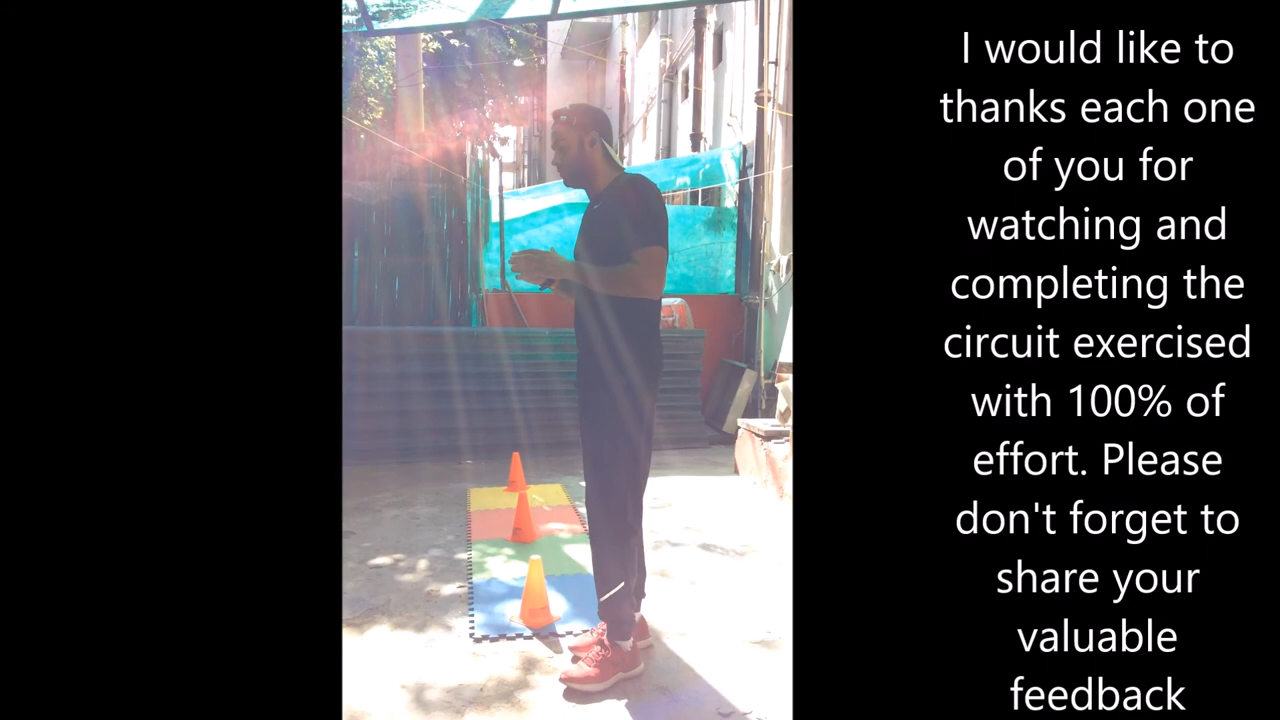 I would like to
thanks each one
of you for
watching and
completing the
circuit exercised
with 100% of
effort. Please
don't forget to
share your
valuable
feedback